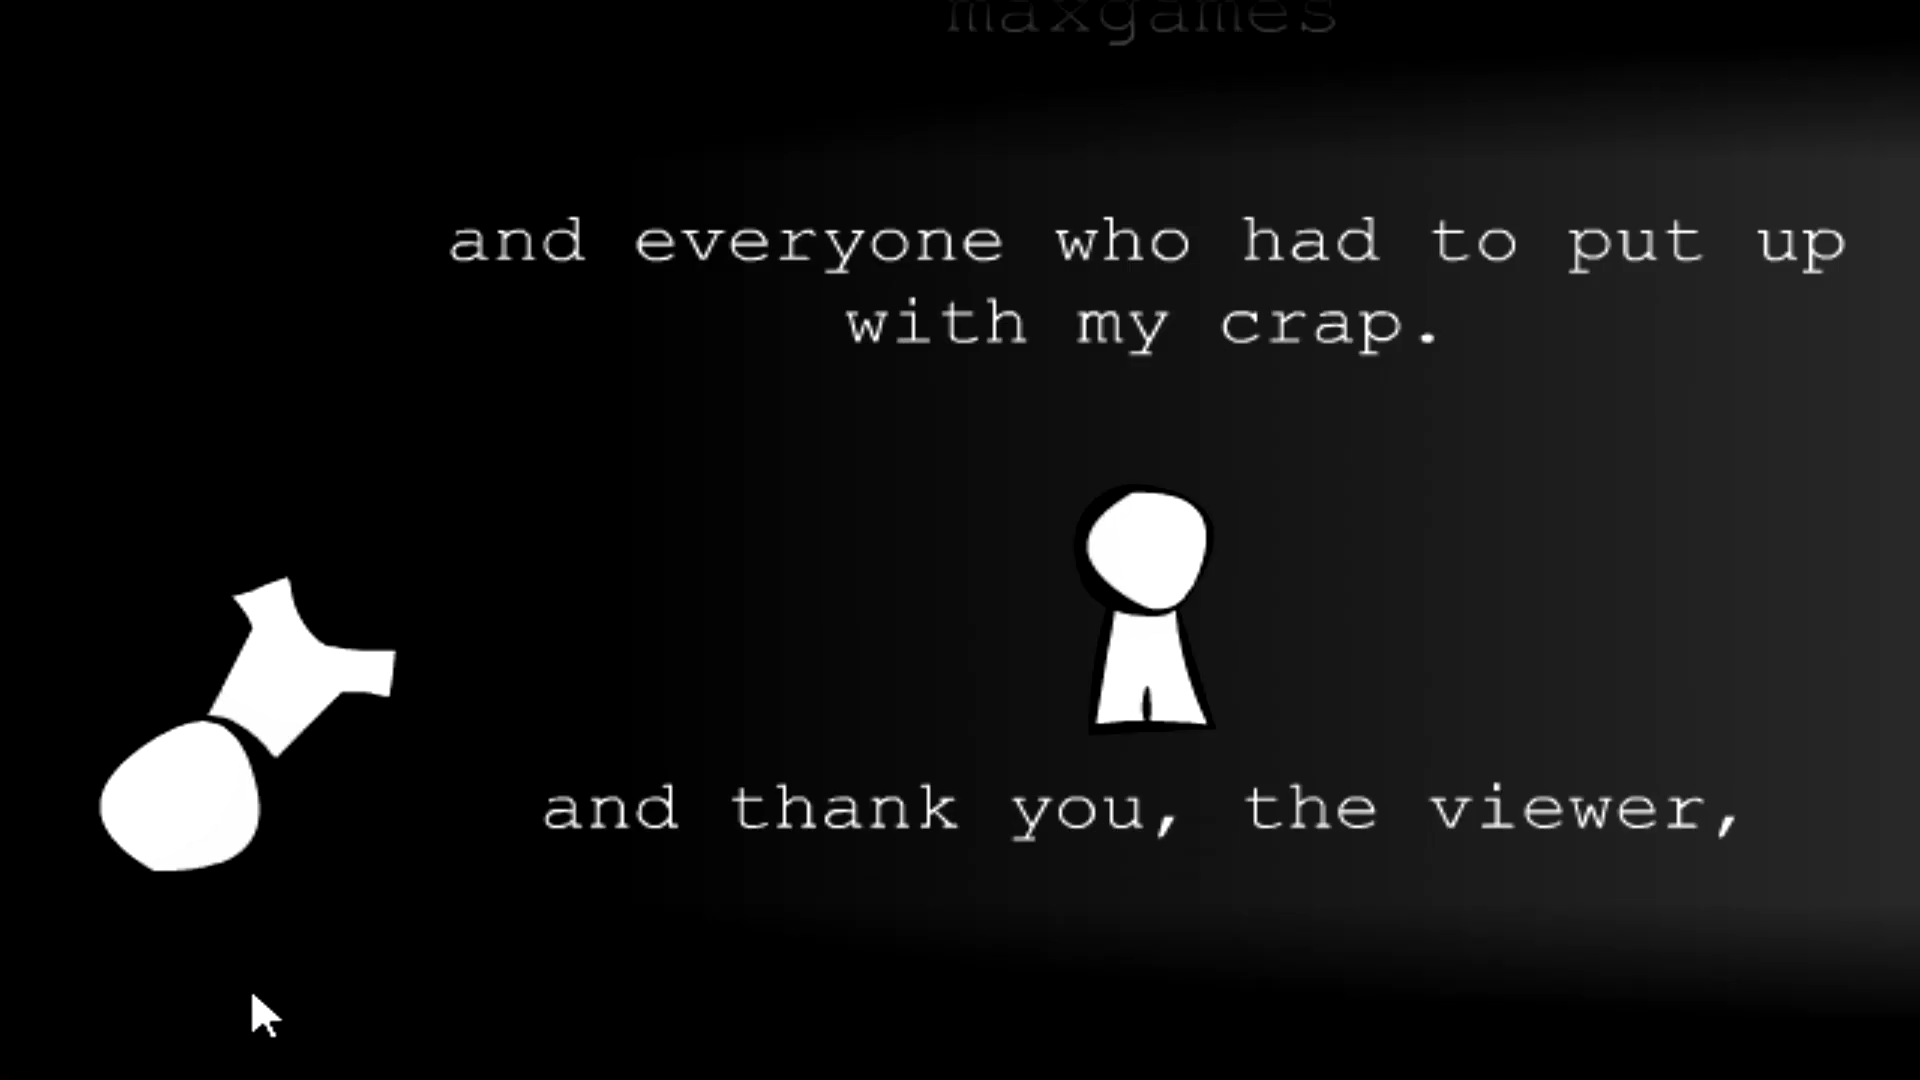 maxgames
and everyone who had to put up
with my crap.
and thank you, the viewer,